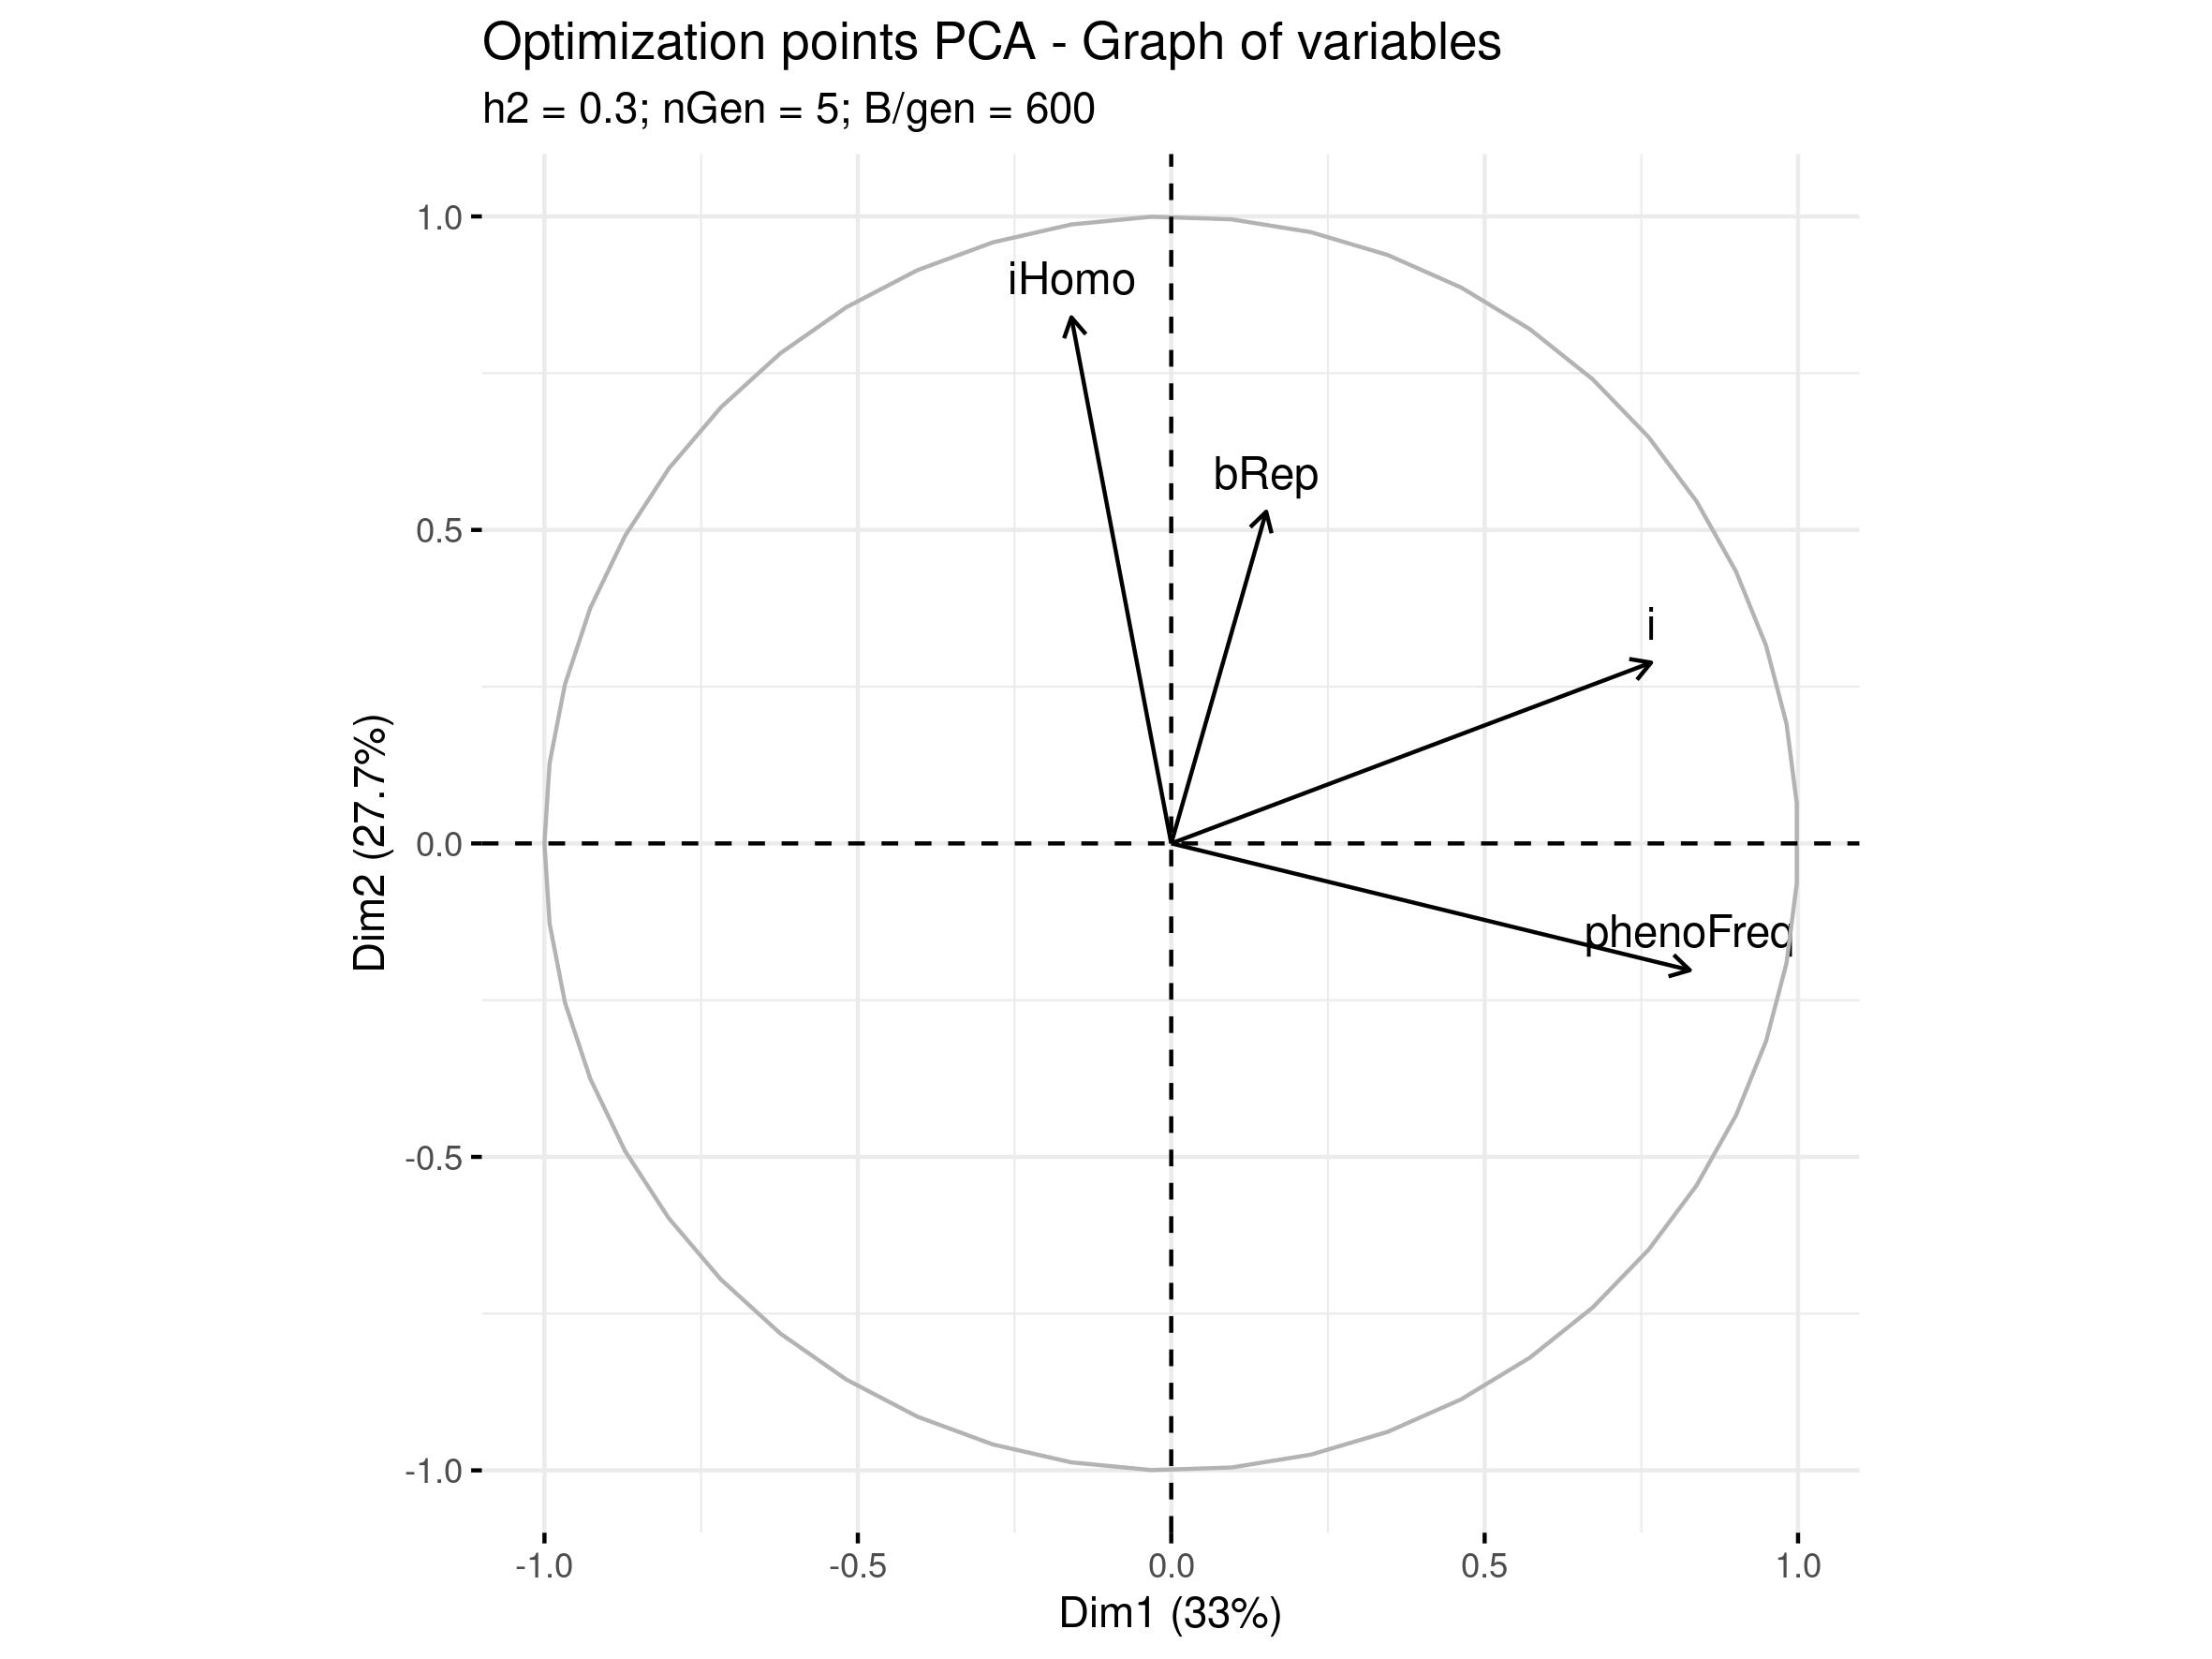 Optimization points PCA - Graph of variables
h2 = 0.3; nGen = 5; B/gen = 600
1.0
iHomo
bRep
0.5
i
0.0
phenoFreq
-0.5
-1.0
Dim2 (27.7%)
-1.0 -0.5 0.0 0.5 1.0
Dim1 (33%)